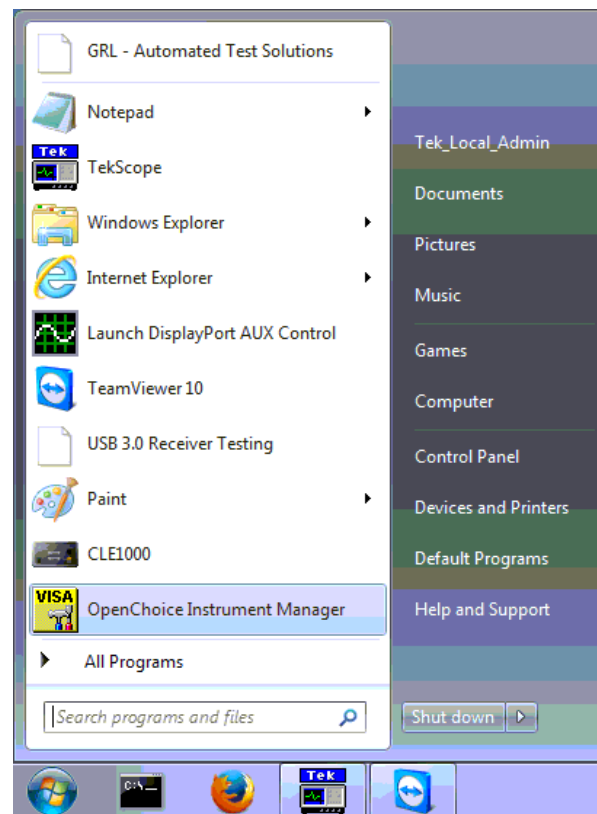 GRL - Automated Test Solutions
Notepad
Tek
TekScope
Windows Explorer
Internet Explorer
Launch DisplayPort AUX Control
TeamViewer 10
USB 3.0 Receiver Testing
Paint
CLE1000
VISA
OpenChoice Instrument Manager
All Programs
Search programs and files
Tek_Local_Admin
Documents
Pictures
Music
Games
Computer
Control Panel
Devices and Printers
Default Programs
Help and Support
Shut down
C:\_
Tek